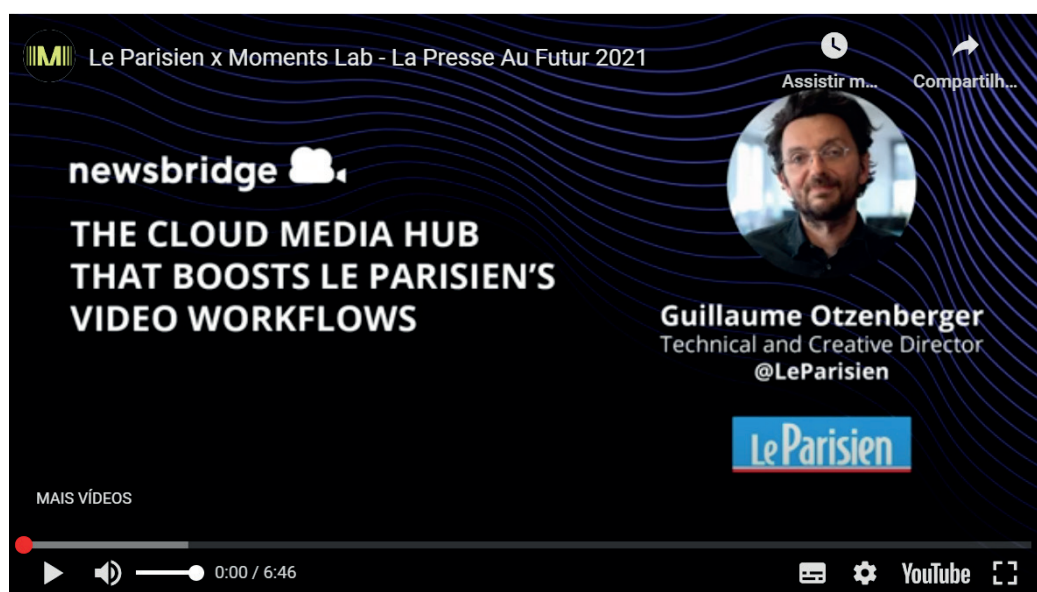 M
Le Parisien x Moments Lab - La Presse Au Futur 2021
Assistir m...
Compartilh...
newsbridge
THE CLOUD MEDIA HUB
THAT BOOSTS LE PARISIEN'S
VIDEO WORKFLOWS
Guillaume Otzenberger
Technical and Creative Director
@LeParisien
Le Parisien
MAIS VÍDEOS
0:00 / 6:46
YouTube